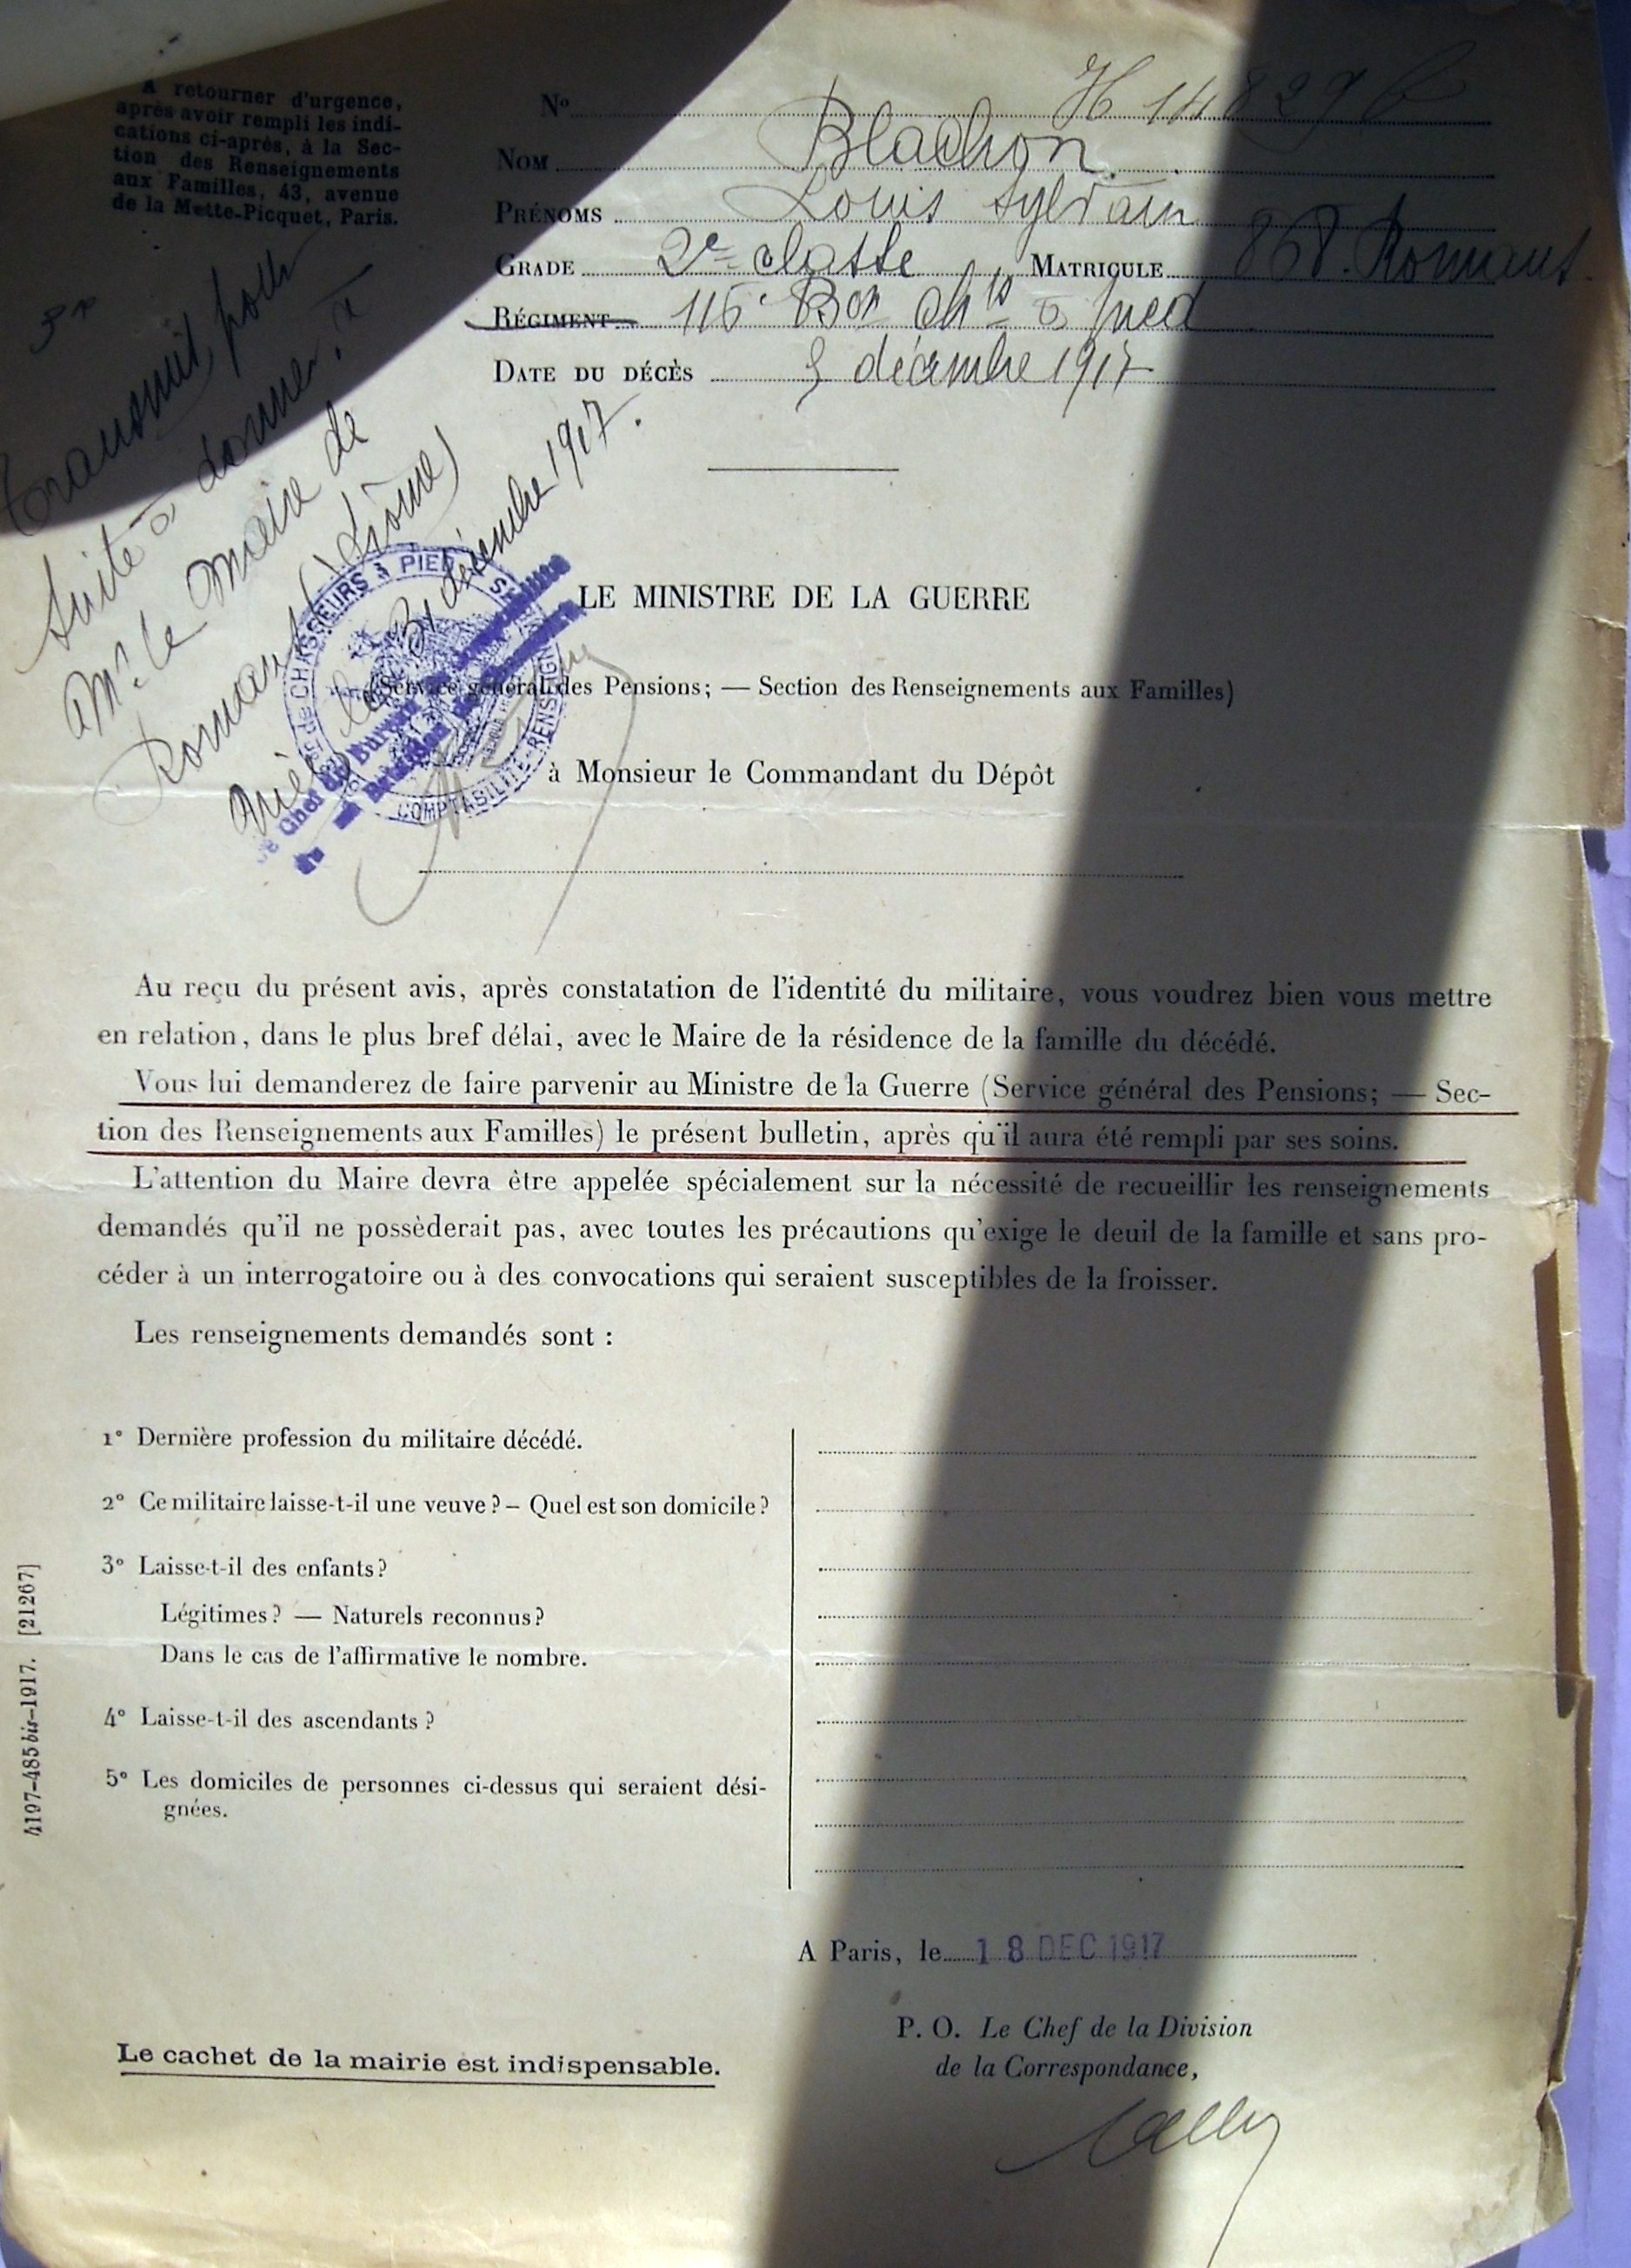 A retourner d'urgence,
après avoir rempli les indi-
cations ci-après, à la Sec-
tion des Renseignements
aux Familles, 43, avenue
de la Motte-Picquet, Paris.
N° H 14829
Nom Blachon
Prénoms Louis Sylvain
Grade 2e classe Matricule 868. Romans.
Régiment 116e Bon Chrs à pied
Date du décès 5 décembre 1917
Transmis pour
suite à donner, à
Mr. le Maire de
Romans (Drôme)
le 31 décembre 1917.
de CHASSEURS à PIED
COMPTABILITÉ-RENSEIGN
LE MINISTRE DE LA GUERRE
(Service général des Pensions; — Section des Renseignements aux Familles)
à Monsieur le Commandant du Dépôt
Au reçu du présent avis, après constatation de l'identité du militaire, vous voudrez bien vous mettre
en relation, dans le plus bref délai, avec le Maire de la résidence de la famille du décédé.
Vous lui demanderez de faire parvenir au Ministre de la Guerre (Service général des Pensions; — Sec-
tion des Renseignements aux Familles) le présent bulletin, après qu'il aura été rempli par ses soins.
L'attention du Maire devra être appelée spécialement sur la nécessité de recueillir les renseignements
demandés qu'il ne possèderait pas, avec toutes les précautions qu'exige le deuil de la famille et sans pro-
céder à un interrogatoire ou à des convocations qui seraient susceptibles de la froisser.
Les renseignements demandés sont :
1° Dernière profession du militaire décédé.
2° Ce militaire laisse-t-il une veuve ? – Quel est son domicile ?
3° Laisse-t-il des enfants ?
Légitimes ? — Naturels reconnus ?
Dans le cas de l'affirmative le nombre.
4° Laisse-t-il des ascendants ?
5° Les domiciles de personnes ci-dessus qui seraient dési-
gnées.
4197-485 bis-1917. [21267]
A Paris, le 18 DEC 1917
P. O. Le Chef de la Division
de la Correspondance,
Le cachet de la mairie est indispensable.